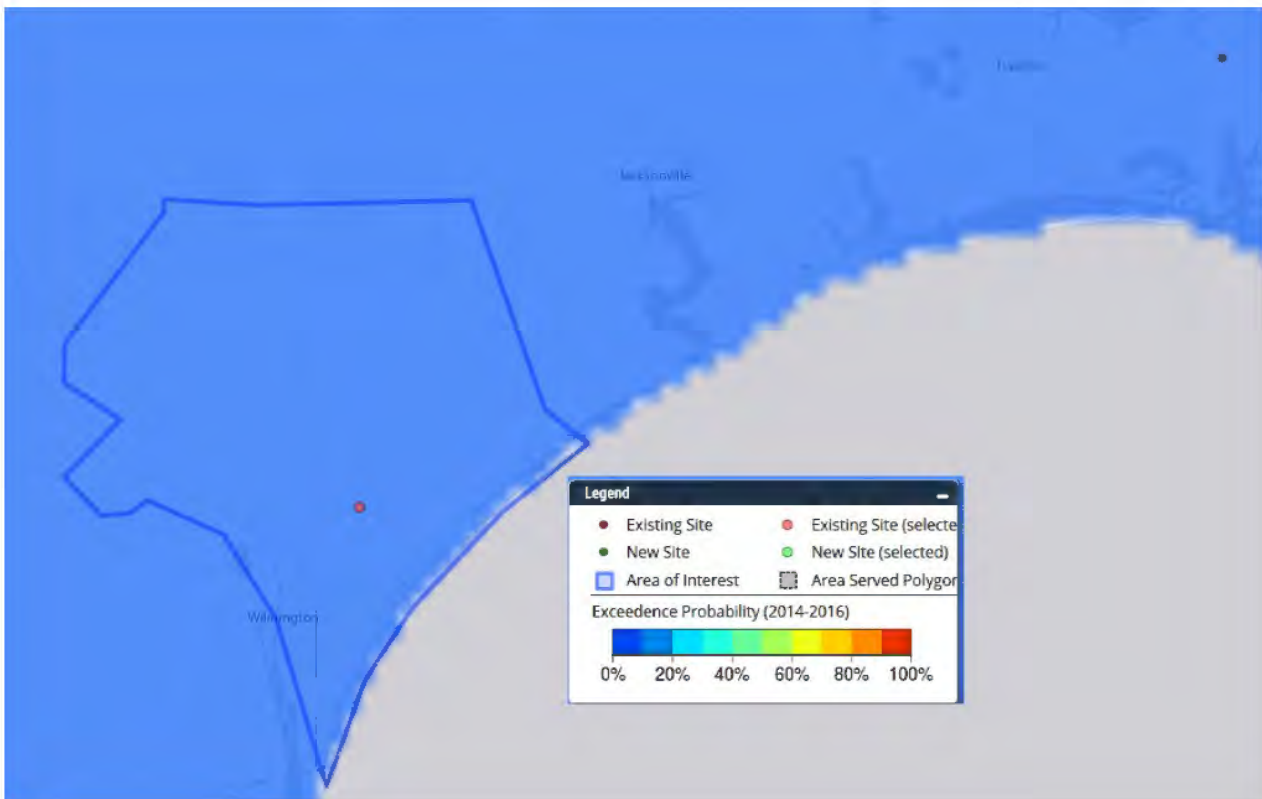 Jacksonville
Wilmington
Legend
Existing Site
Existing Site (selecte
New Site
New Site (selected)
Area of Interest
Area Served Polygon
Exceedence Probability (2014-2016)
0% 20% 40% 60% 80% 100%